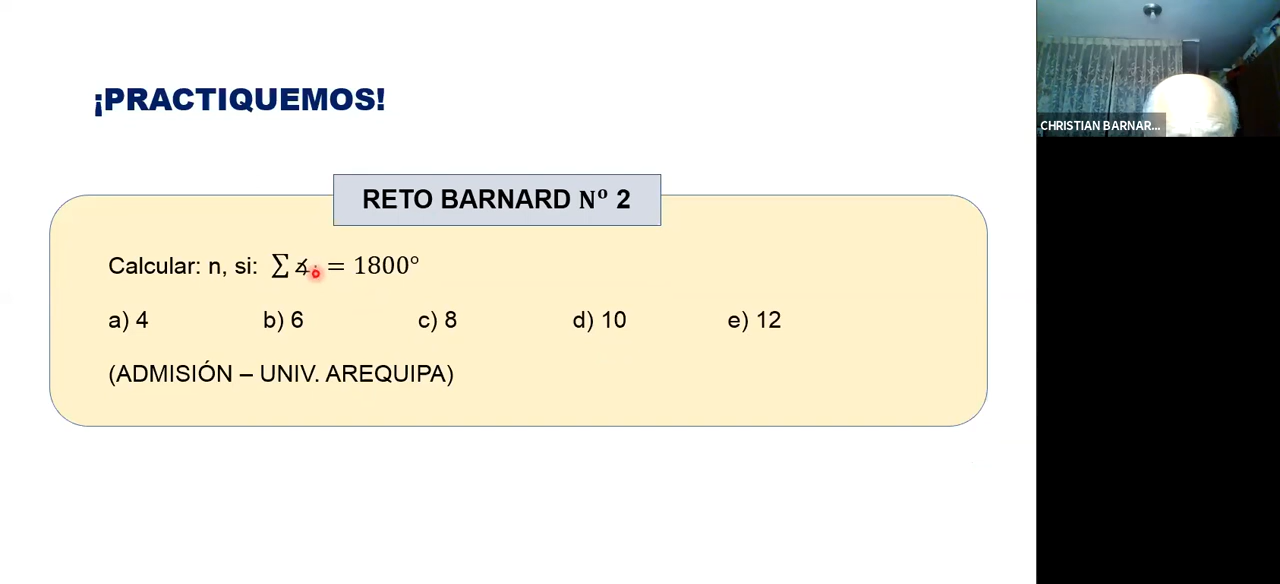 ¡PRACTIQUEMOS!
RETO BARNARD Nº 2
Calcular: n, si: ∑∡ᵢ = 1800°
a) 4 b) 6 c) 8 d) 10 e) 12
(ADMISIÓN – UNIV. AREQUIPA)
CHRISTIAN BARNAR...